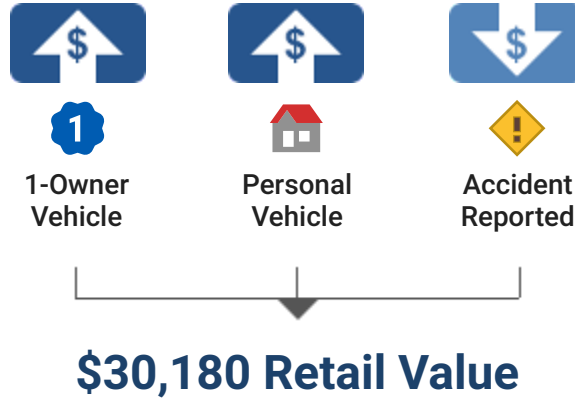 $
$
$
1
!
1-Owner
Vehicle
Personal
Vehicle
Accident
Reported
$30,180 Retail Value